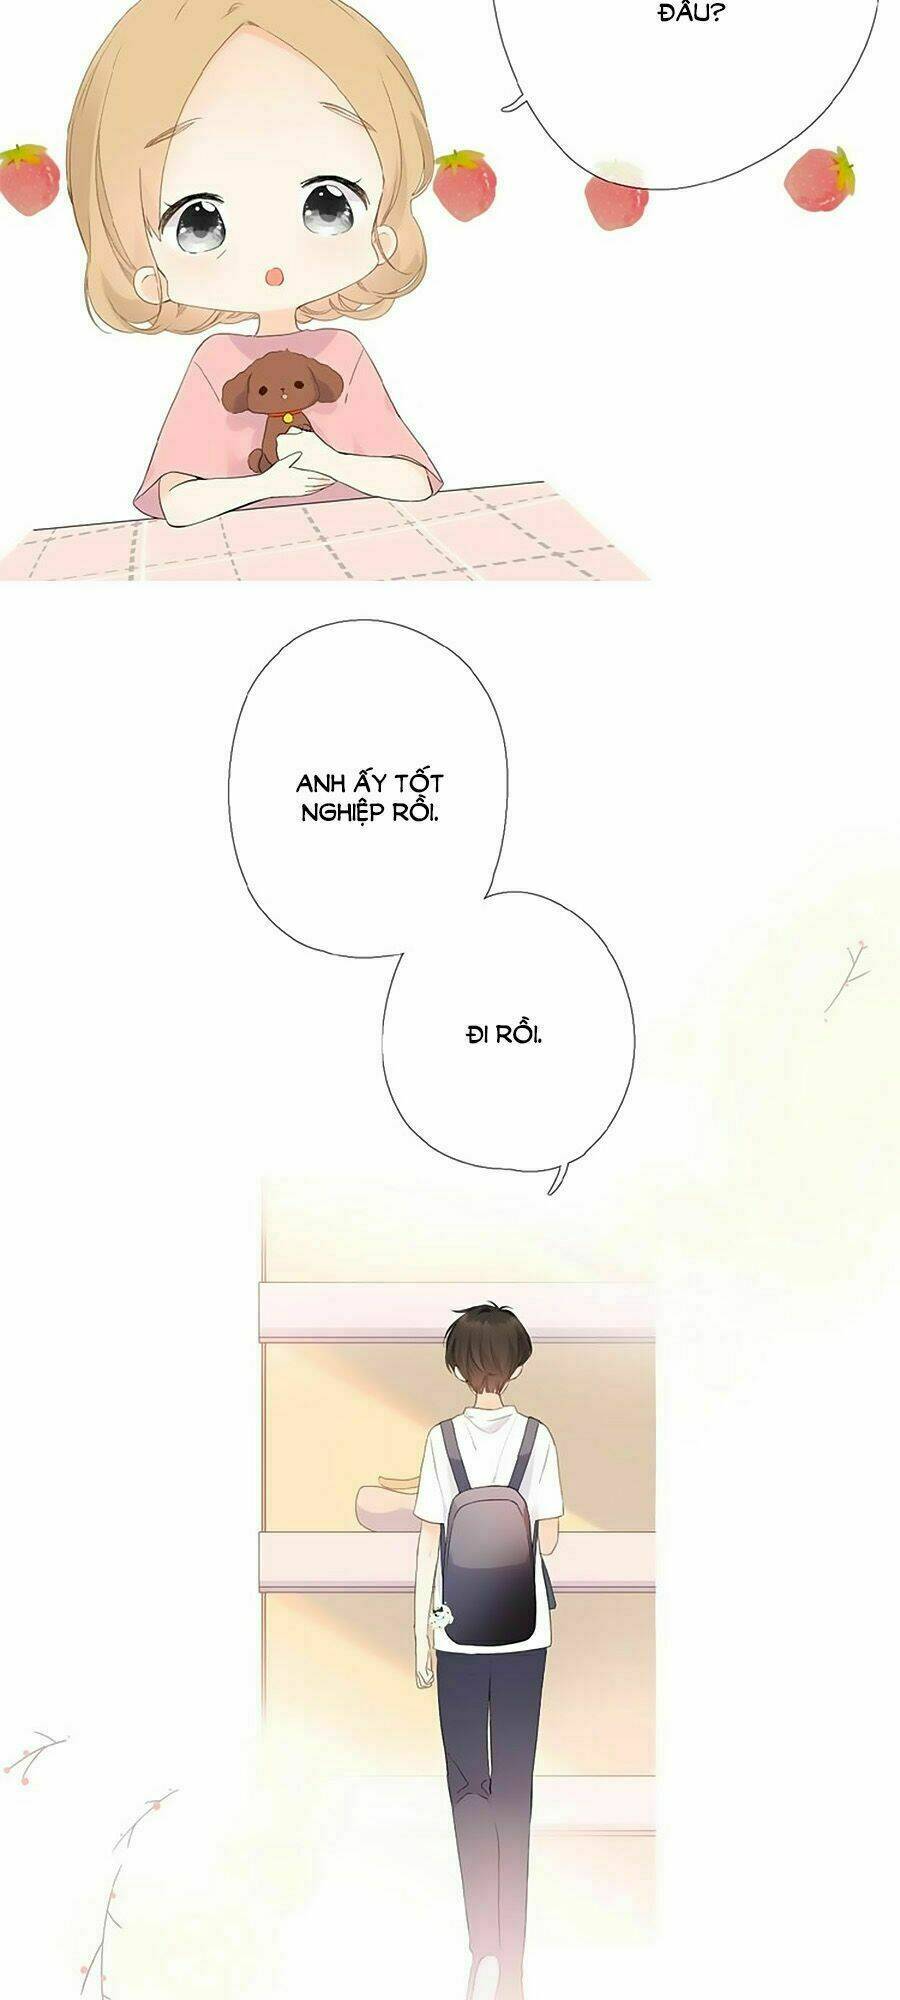 ĐÂU?
ANH ẤY TỐT
NGHIỆP RỒI.
ĐI RỒI.